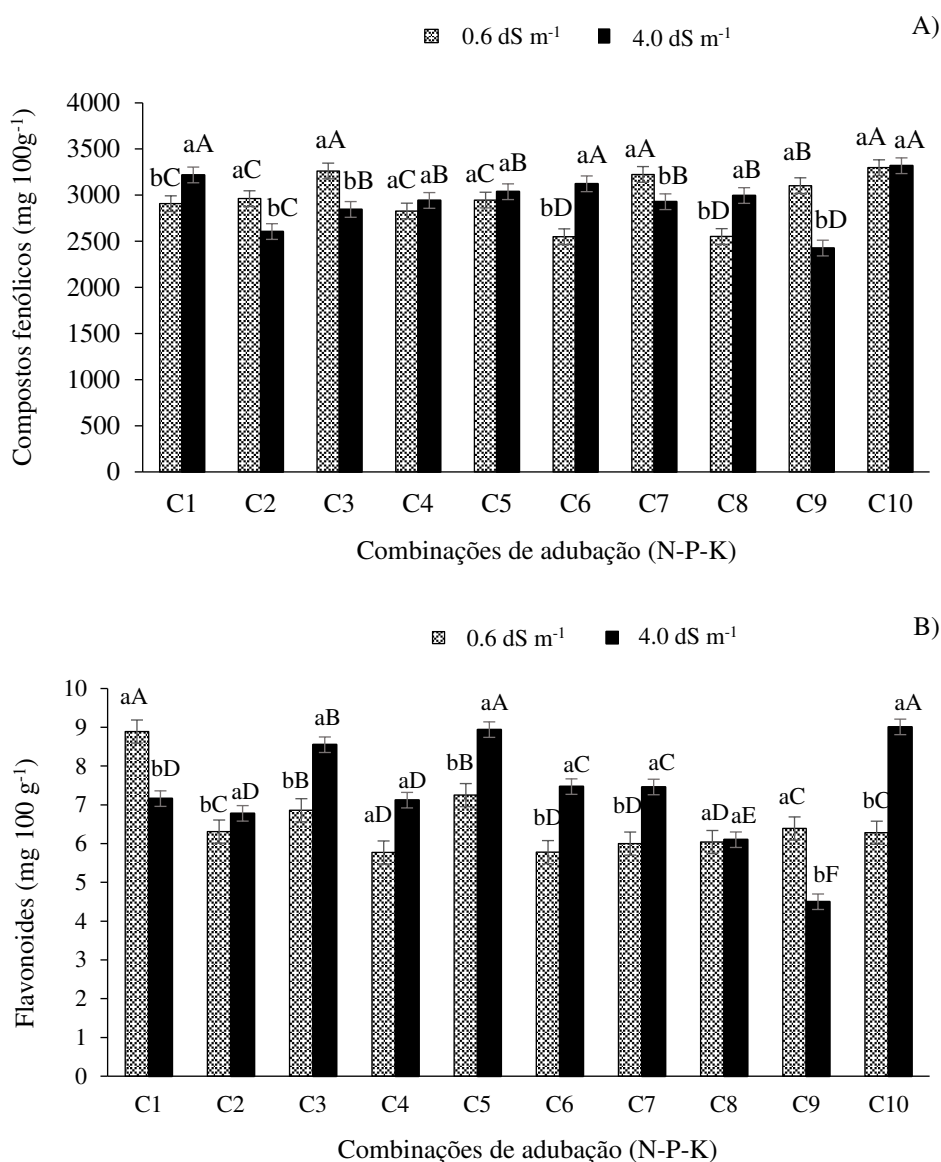 A)
0.6 dS m⁻¹ 4.0 dS m⁻¹
Compostos fenólicos (mg 100g⁻¹)
4000
3500
3000
2500
2000
1500
1000
500
0
bC aA aC bC aA bB aC aB aC aB bD aA aA bB bD aB aB bD aA aA
C1 C2 C3 C4 C5 C6 C7 C8 C9 C10
Combinações de adubação (N-P-K)
B)
0.6 dS m⁻¹ 4.0 dS m⁻¹
Flavonoides (mg 100 g⁻¹)
10
9
8
7
6
5
4
3
2
1
0
aA bD bC aD bB aB aD aD bB aA bD aC bD aC aD aE aC bF bC aA
C1 C2 C3 C4 C5 C6 C7 C8 C9 C10
Combinações de adubação (N-P-K)